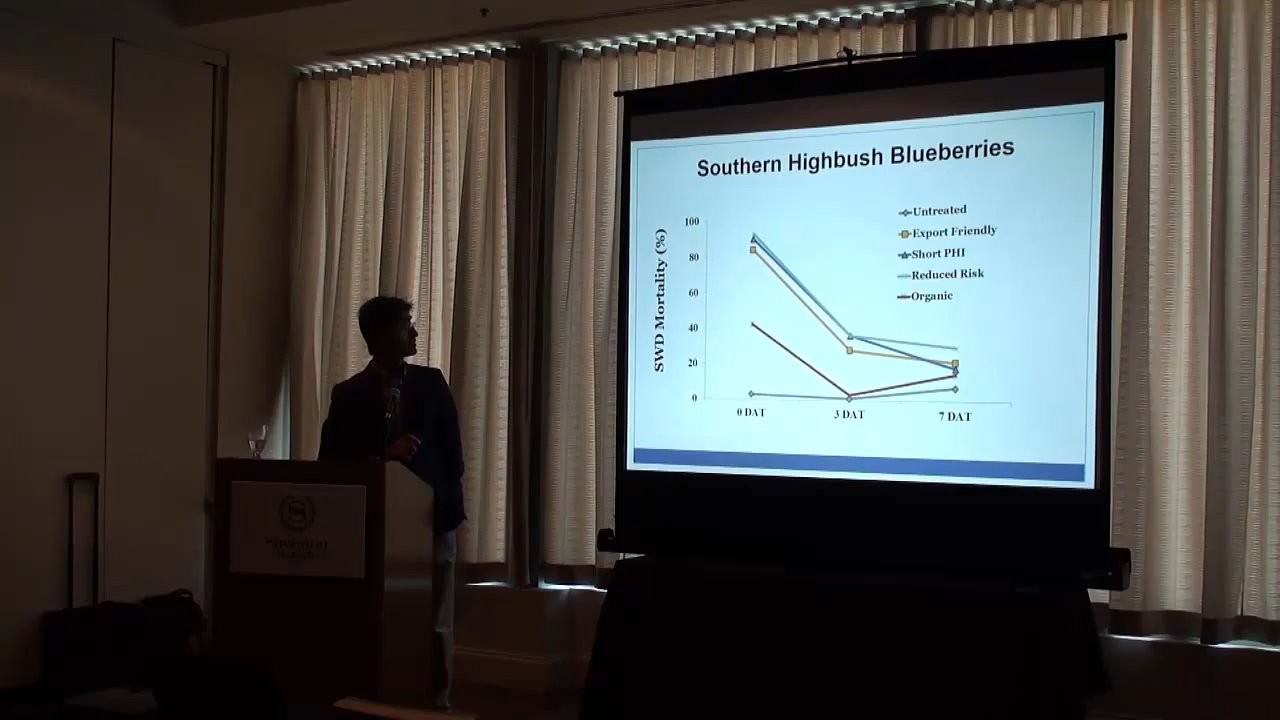 Southern Highbush Blueberries
SWD Mortality (%)
100
80
60
40
20
0
0 DAT
3 DAT
7 DAT
Untreated
Export Friendly
Short PHI
Reduced Risk
Organic
S
Sheraton